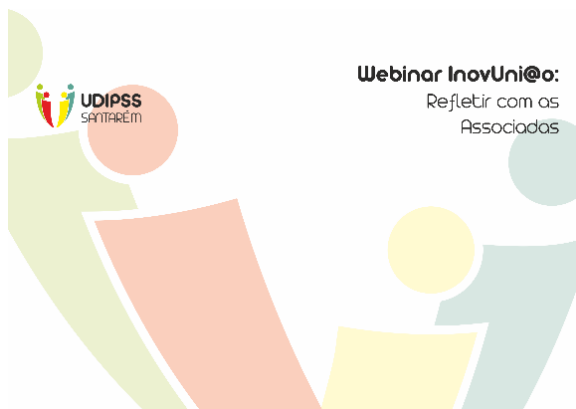 UDIPSS
SANTARÉM
Webinar InovUni@o:
Refletir com as
Associadas